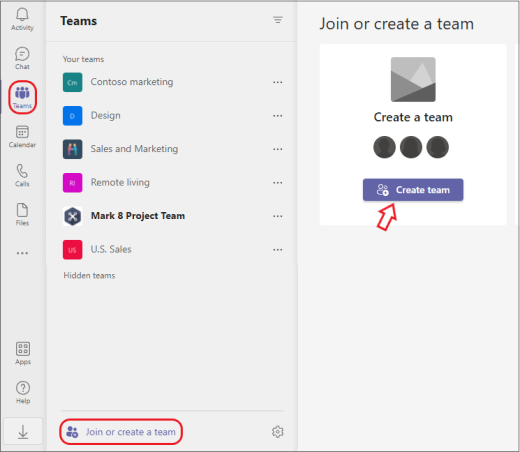 Activity
Chat
Teams
Calendar
Calls
Files
Apps
Help
Teams
Your teams
Cm Contoso marketing
D Design
Sales and Marketing
Rl Remote living
Mark 8 Project Team
US U.S. Sales
Hidden teams
Join or create a team
Join or create a team
Create a team
Create team